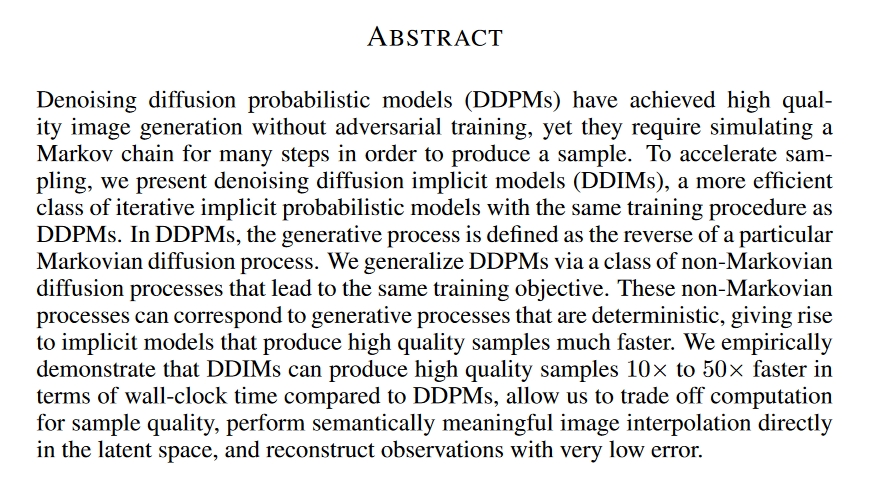 ABSTRACT
Denoising diffusion probabilistic models (DDPMs) have achieved high qual-
ity image generation without adversarial training, yet they require simulating a
Markov chain for many steps in order to produce a sample. To accelerate sam-
pling, we present denoising diffusion implicit models (DDIMs), a more efficient
class of iterative implicit probabilistic models with the same training procedure as
DDPMs. In DDPMs, the generative process is defined as the reverse of a particular
Markovian diffusion process. We generalize DDPMs via a class of non-Markovian
diffusion processes that lead to the same training objective. These non-Markovian
processes can correspond to generative processes that are deterministic, giving rise
to implicit models that produce high quality samples much faster. We empirically
demonstrate that DDIMs can produce high quality samples 10× to 50× faster in
terms of wall-clock time compared to DDPMs, allow us to trade off computation
for sample quality, perform semantically meaningful image interpolation directly
in the latent space, and reconstruct observations with very low error.